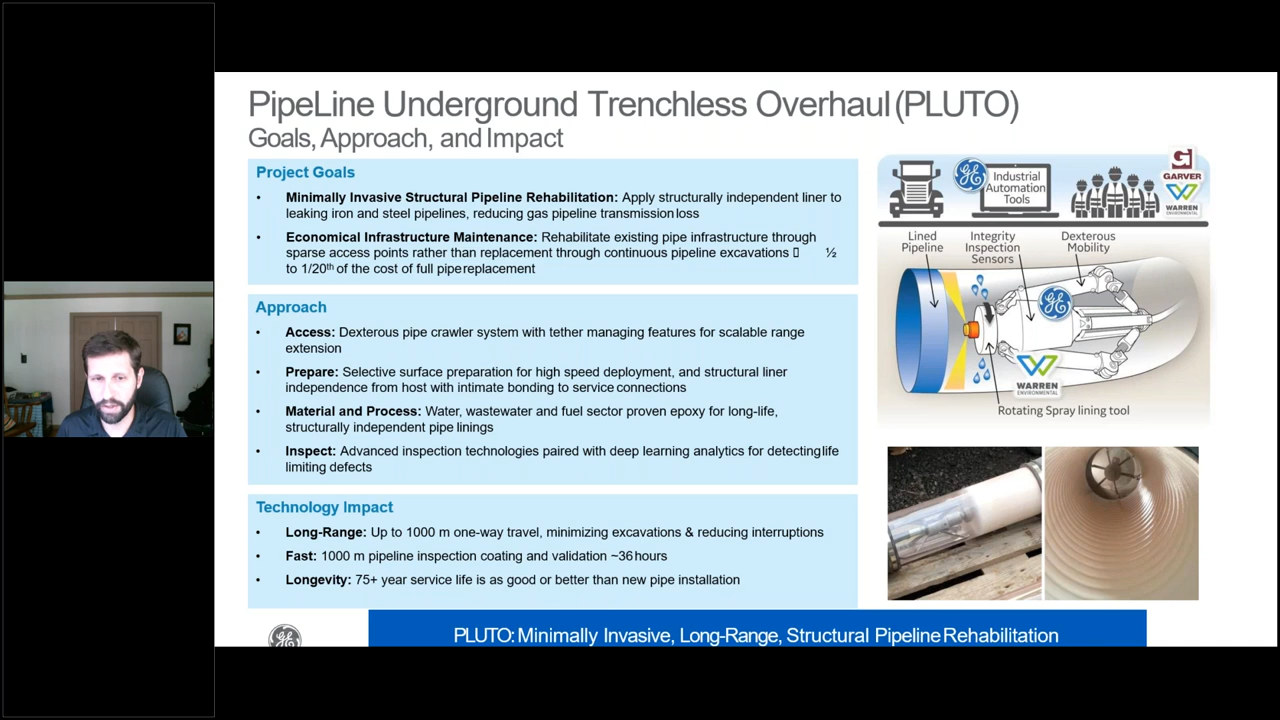 PipeLine Underground Trenchless Overhaul (PLUTO)
Goals, Approach, and Impact
Project Goals
• Minimally Invasive Structural Pipeline Rehabilitation: Apply structurally independent liner to
leaking iron and steel pipelines, reducing gas pipeline transmission loss
• Economical Infrastructure Maintenance: Rehabilitate existing pipe infrastructure through
sparse access points rather than replacement through continuous pipeline excavations ▯ ½
to 1/20th of the cost of full pipe replacement
Approach
• Access: Dexterous pipe crawler system with tether managing features for scalable range
extension
• Prepare: Selective surface preparation for high speed deployment, and structural liner
independence from host with intimate bonding to service connections
• Material and Process: Water, wastewater and fuel sector proven epoxy for long-life,
structurally independent pipe linings
• Inspect: Advanced inspection technologies paired with deep learning analytics for detecting life
limiting defects
Technology Impact
• Long-Range: Up to 1000 m one-way travel, minimizing excavations & reducing interruptions
• Fast: 1000 m pipeline inspection coating and validation ~36 hours
• Longevity: 75+ year service life is as good or better than new pipe installation
GE
Industrial
Automation
Tools
GARVER
WARREN
ENVIRONMENTAL
Lined
Pipeline
Integrity
Inspection
Sensors
Dexterous
Mobility
GE
WARREN
ENVIRONMENTAL
Rotating Spray lining tool
GE
PLUTO: Minimally Invasive, Long-Range, Structural Pipeline Rehabilitation